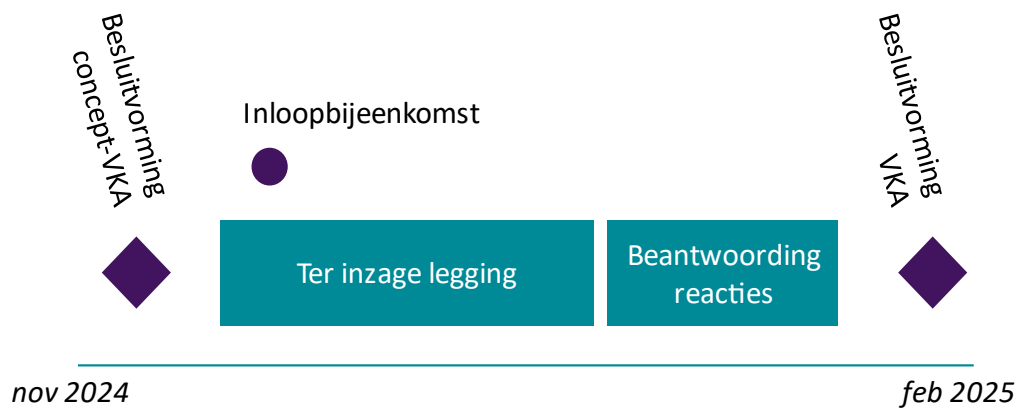 Besluitvorming
concept-VKA
Inloopbijeenkomst
Besluitvorming
VKA
Ter inzage legging
Beantwoording
reacties
nov 2024
feb 2025